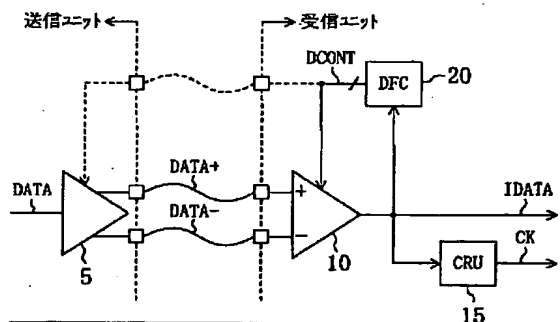 送信ユニット
受信ユニット
DCONT
DFC
20
DATA
DATA+
DATA-
+
-
5
10
IDATA
CRU
CK
15